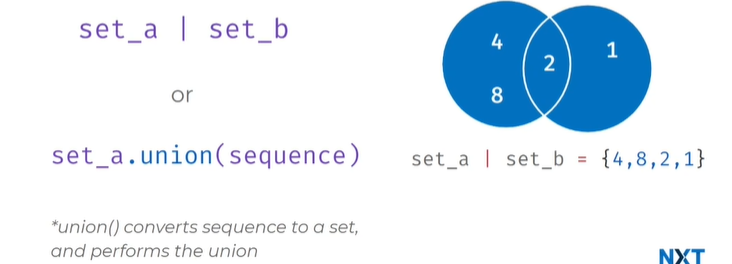 set_a | set_b
or
set_a.union(sequence)
*union() converts sequence to a set,
and performs the union
4
2
1
8
set_a | set_b = {4,8,2,1}
NXT